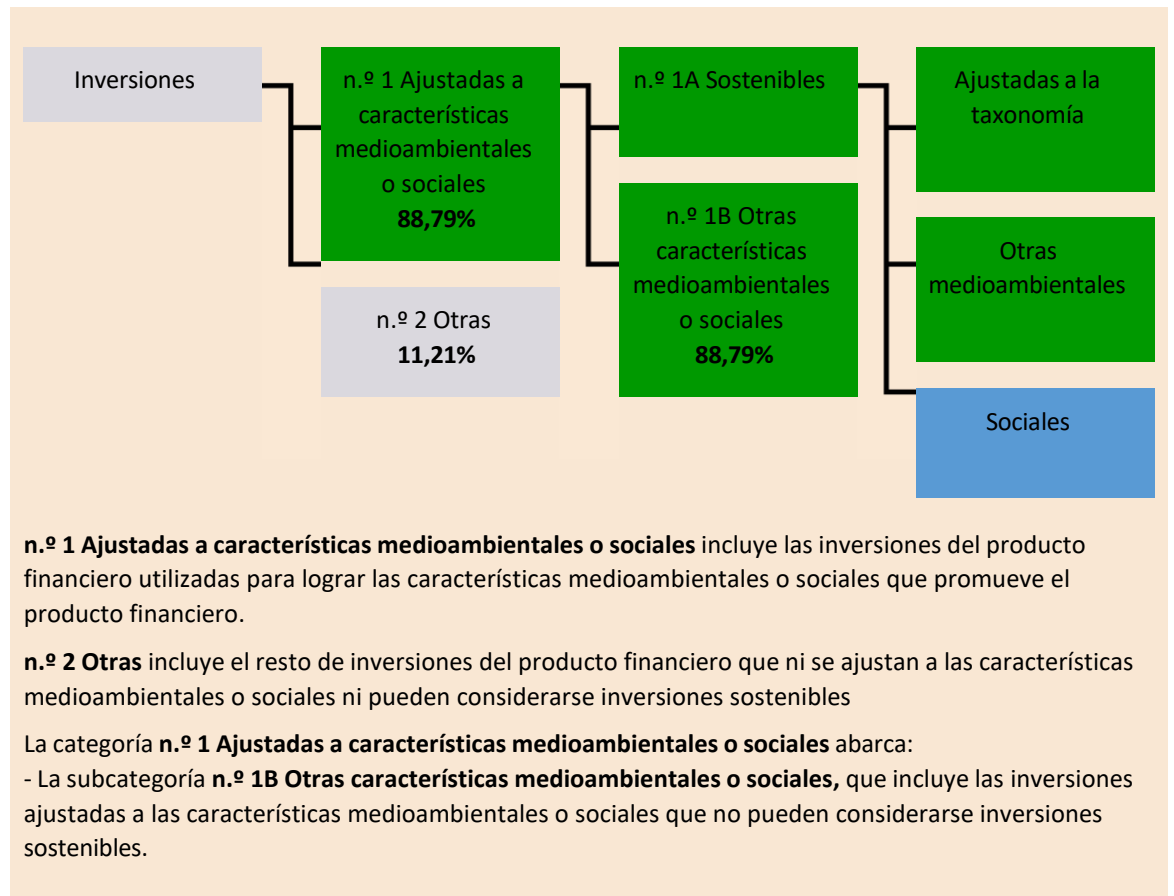 Inversiones
n.º 1 Ajustadas a
características
medioambientales
o sociales
88,79%
n.º 2 Otras
11,21%
n.º 1A Sostenibles
n.º 1B Otras
características
medioambientales
o sociales
88,79%
Ajustadas a la
taxonomía
Otras
medioambientales
Sociales
n.º 1 Ajustadas a características medioambientales o sociales incluye las inversiones del producto
financiero utilizadas para lograr las características medioambientales o sociales que promueve el
producto financiero.
n.º 2 Otras incluye el resto de inversiones del producto financiero que ni se ajustan a las características
medioambientales o sociales ni pueden considerarse inversiones sostenibles
La categoría n.º 1 Ajustadas a características medioambientales o sociales abarca:
- La subcategoría n.º 1B Otras características medioambientales o sociales, que incluye las inversiones
ajustadas a las características medioambientales o sociales que no pueden considerarse inversiones
sostenibles.